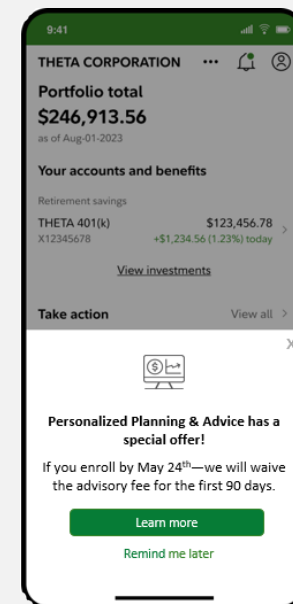 9:41
THETA CORPORATION •••
Portfolio total
$246,913.56
as of Aug-01-2023
Your accounts and benefits
Retirement savings
THETA 401(k) $123,456.78
X12345678 +$1,234.56 (1.23%) today
View investments
Take action View all
X
Personalized Planning & Advice has a
special offer!
If you enroll by May 24th—we will waive
the advisory fee for the first 90 days.
Learn more
Remind me later